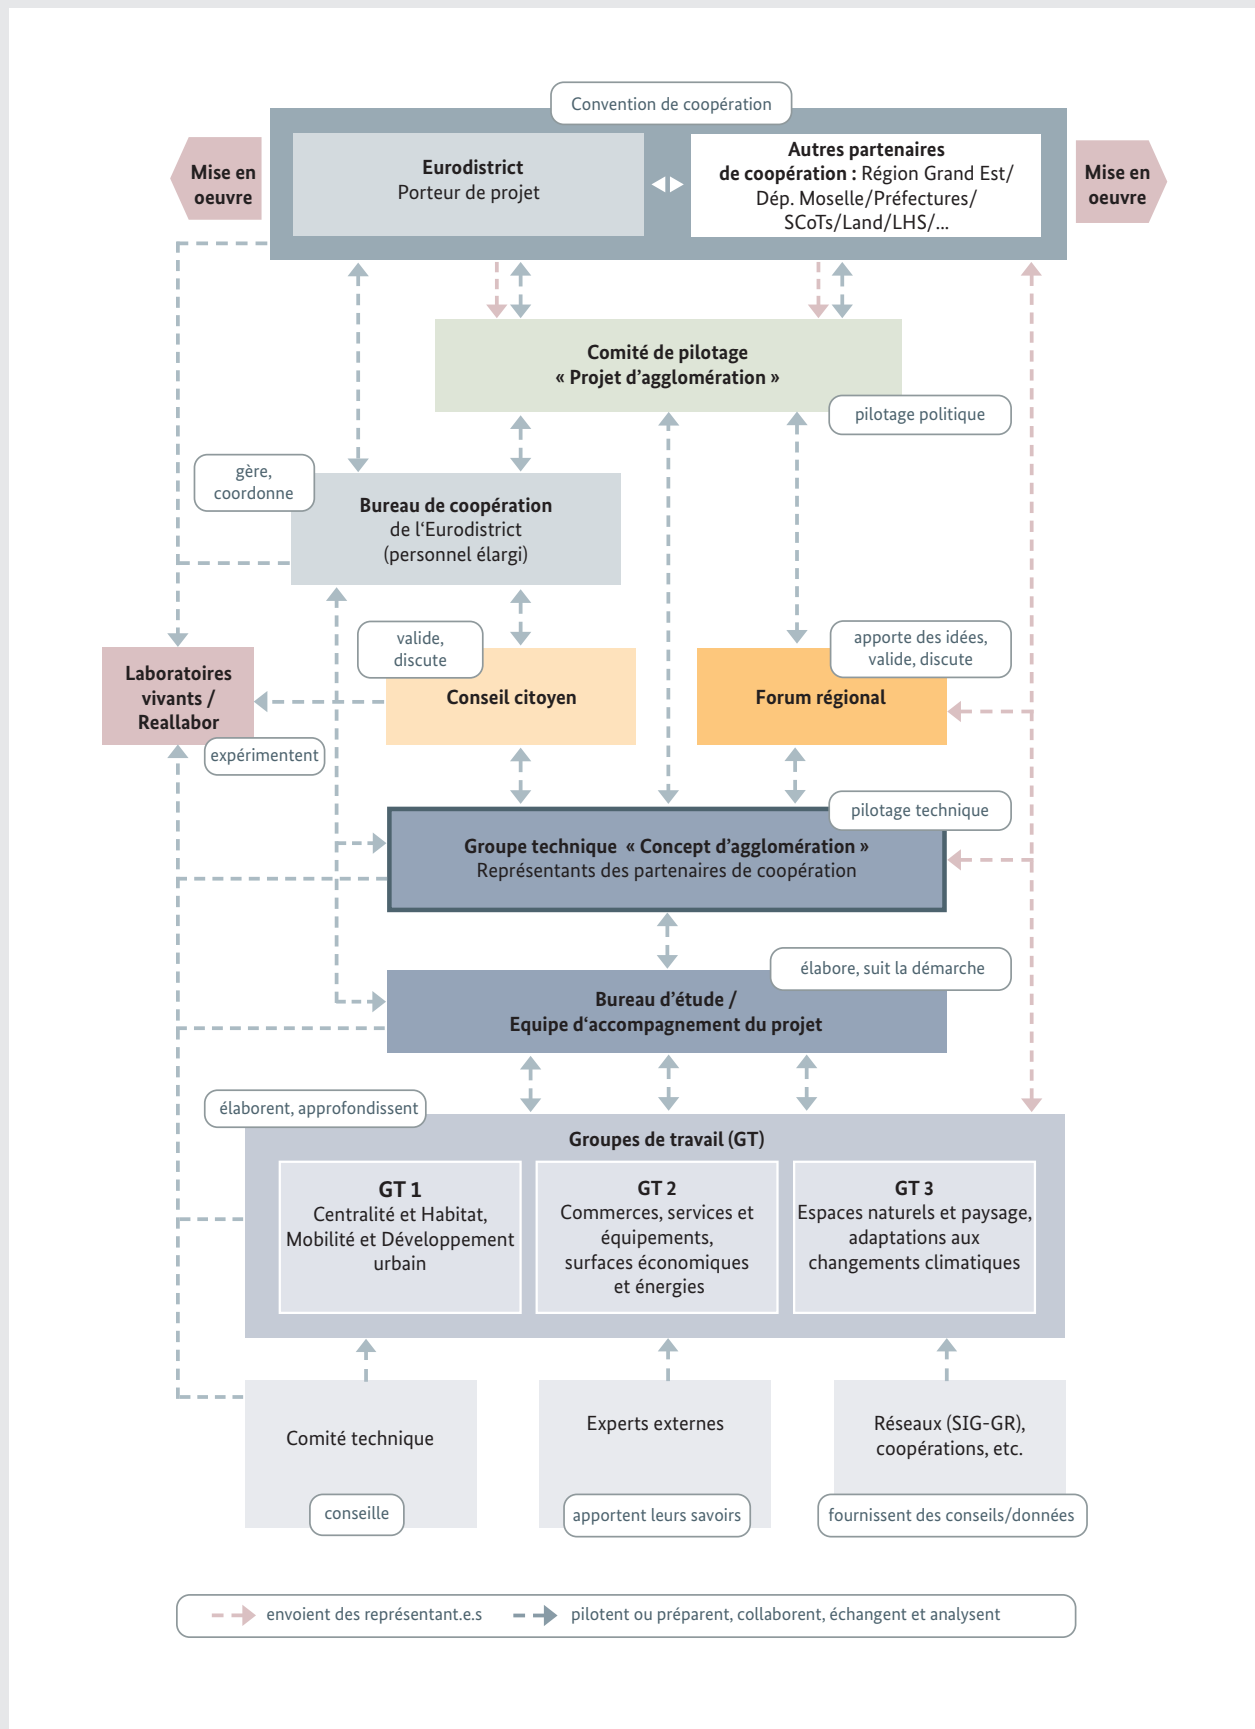 Convention de coopération
Mise en
oeuvre
Eurodistrict
Porteur de projet
Autres partenaires
de coopération : Région Grand Est/
Dép. Moselle/Préfectures/
SCoTs/Land/LHS/...
Mise en
oeuvre
Comité de pilotage
« Projet d’agglomération »
pilotage politique
gère,
coordonne
Bureau de coopération
de l‘Eurodistrict
(personnel élargi)
valide,
discute
apporte des idées,
valide, discute
Laboratoires
vivants /
Reallabor
expérimentent
Conseil citoyen
Forum régional
pilotage technique
Groupe technique « Concept d’agglomération »
Représentants des partenaires de coopération
élabore, suit la démarche
Bureau d’étude /
Equipe d‘accompagnement du projet
élaborent, approfondissent
Groupes de travail (GT)
GT 1
Centralité et Habitat,
Mobilité et Développement
urbain
GT 2
Commerces, services et
équipements,
surfaces économiques
et énergies
GT 3
Espaces naturels et paysage,
adaptations aux
changements climatiques
Comité technique
conseille
Experts externes
apportent leurs savoirs
Réseaux (SIG-GR),
coopérations, etc.
fournissent des conseils/données
envoient des représentant.e.s
pilotent ou préparent, collaborent, échangent et analysent